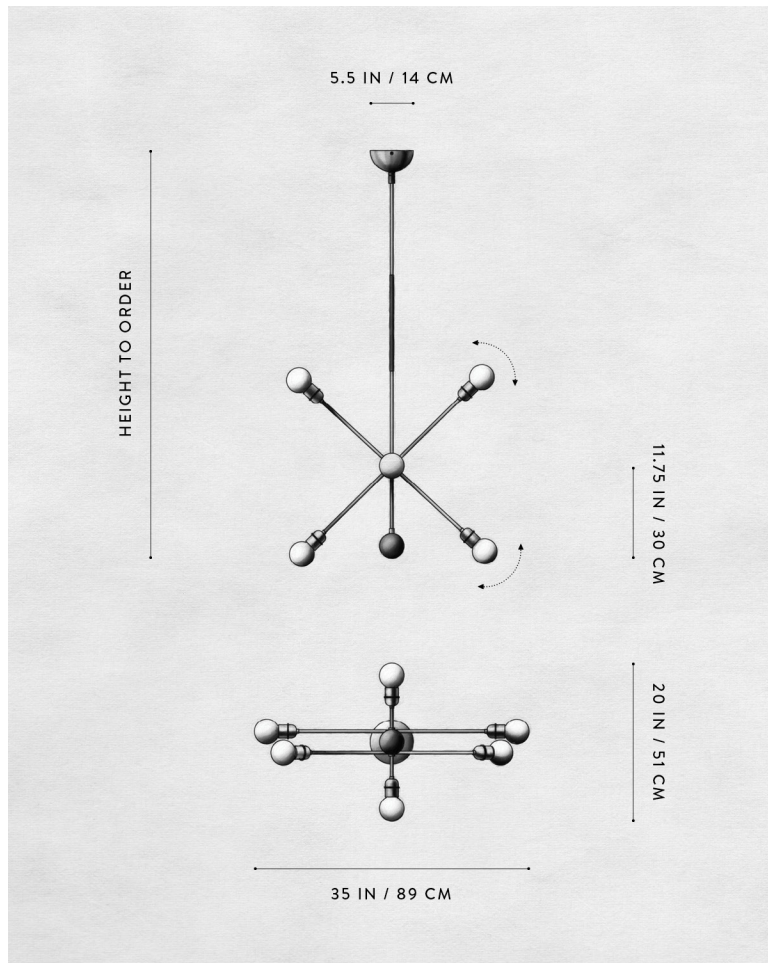 5.5 IN / 14 CM
HEIGHT TO ORDER
11.75 IN / 30 CM
20 IN / 51 CM
35 IN / 89 CM